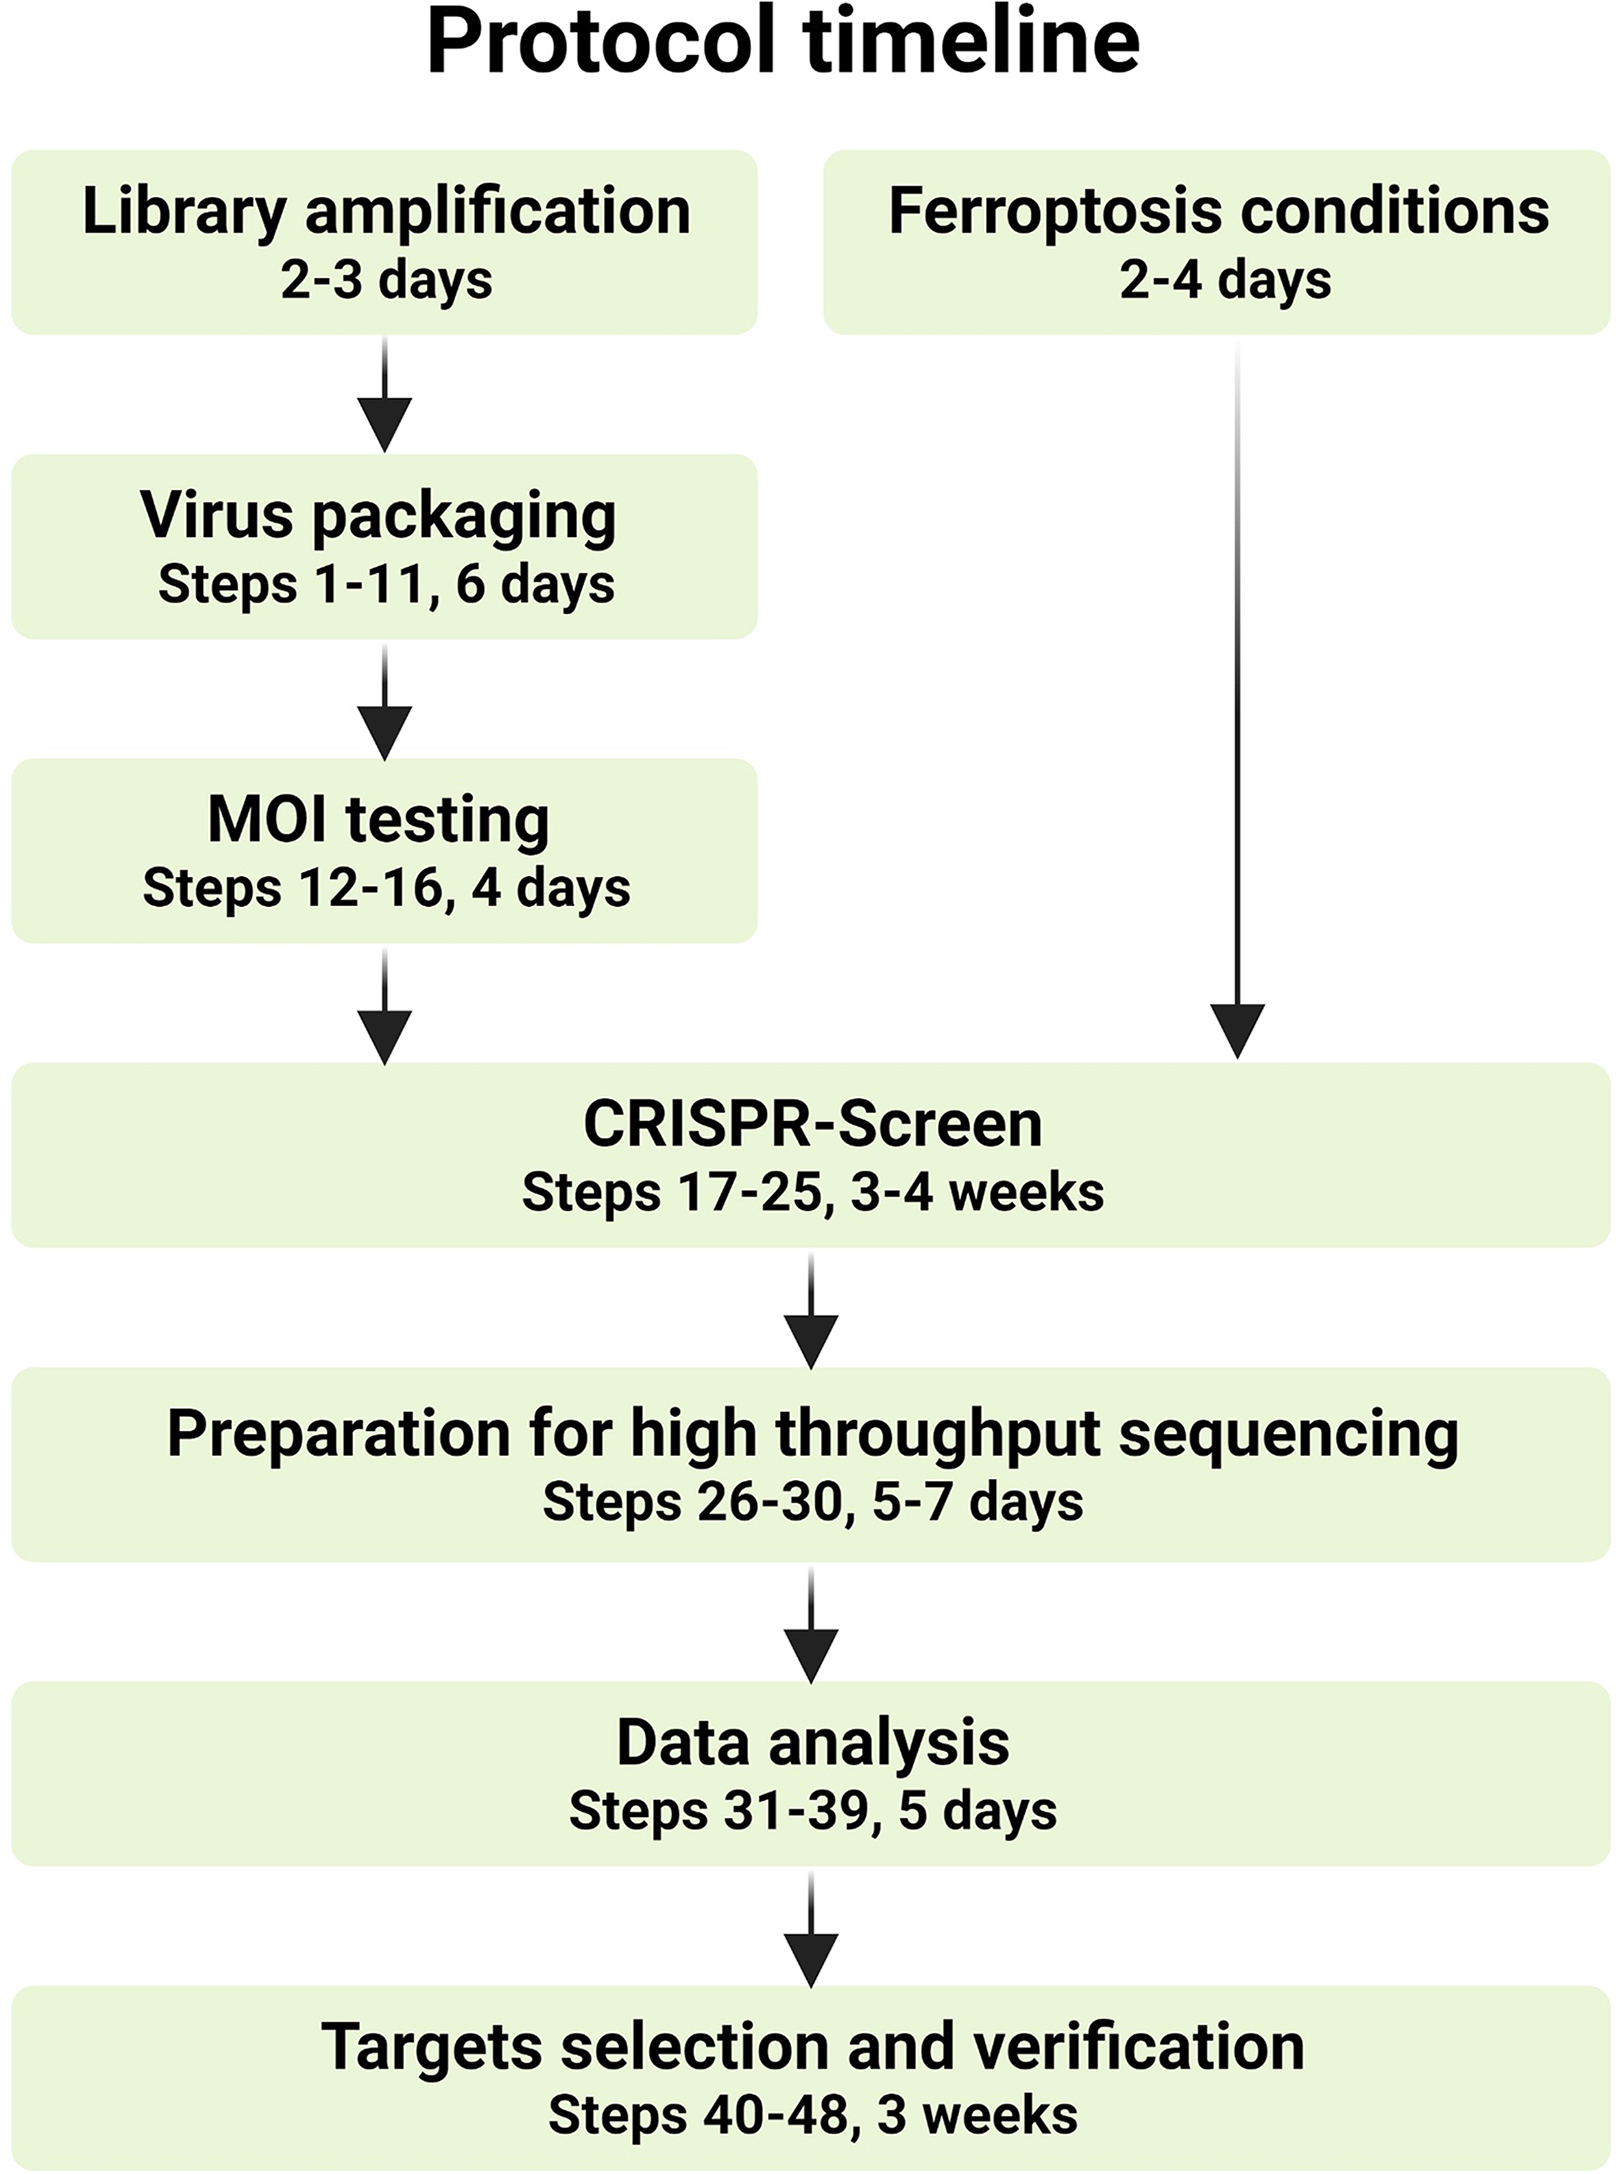 Protocol timeline
Library amplification
2-3 days
Ferroptosis conditions
2-4 days
Virus packaging
Steps 1-11, 6 days
MOI testing
Steps 12-16, 4 days
CRISPR-Screen
Steps 17-25, 3-4 weeks
Preparation for high throughput sequencing
Steps 26-30, 5-7 days
Data analysis
Steps 31-39, 5 days
Targets selection and verification
Steps 40-48, 3 weeks